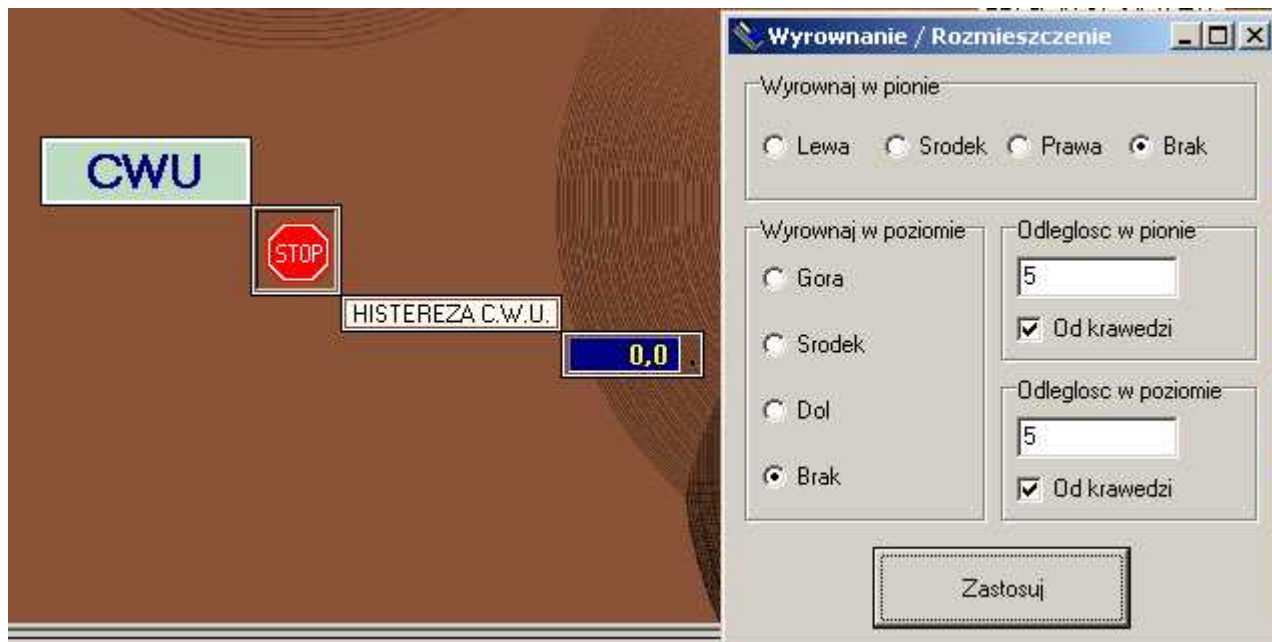 CWU
STOP
HISTEREZA C.W.U.
0,0 .
Wyrownanie / Rozmieszczenie
Wyrownaj w pionie
Lewa Srodek Prawa Brak
Wyrownaj w poziomie
Gora
Srodek
Dol
Brak
Odleglosc w pionie
5
Od krawedzi
Odleglosc w poziomie
5
Od krawedzi
Zastosuj